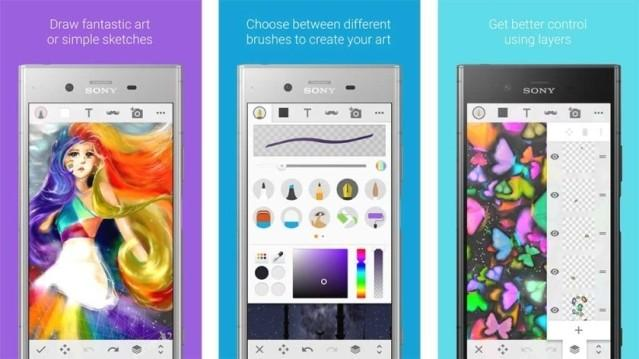 Draw fantastic art
or simple sketches
SONY
T
Choose between different
brushes to create your art
SONY
T
Get better control
using layers
SONY
T